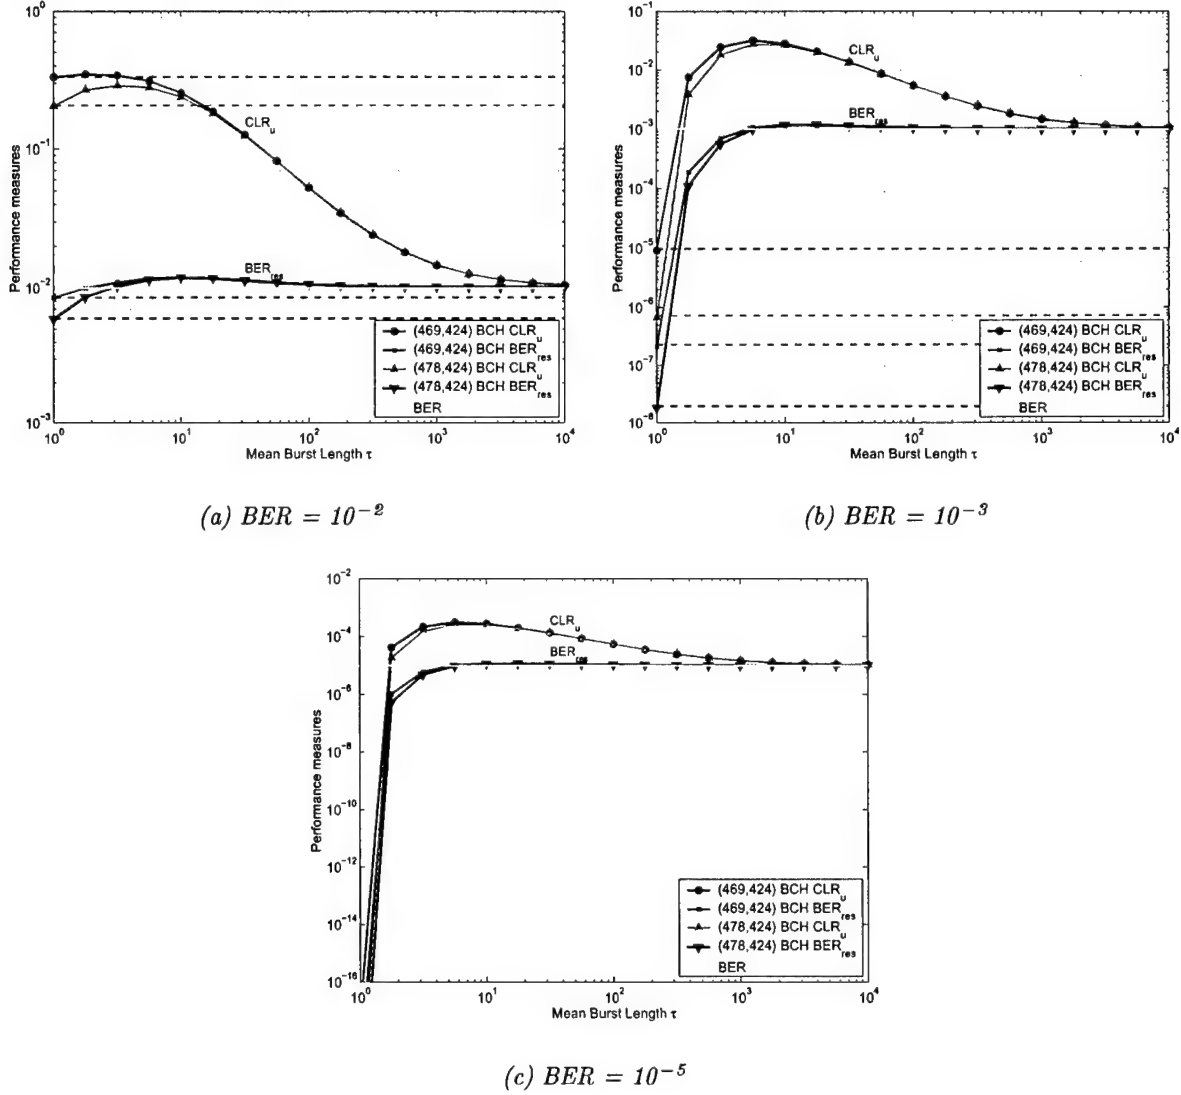 10^0
10^-1
10^-2
10^-3
Performance measures
CLR_u
BER_res
(469,424) BCH CLR_u
(469,424) BCH BER_res
(478,424) BCH CLR_u
(478,424) BCH BER_res
BER
10^0 10^1 10^2 10^3 10^4
Mean Burst Length τ
(a) BER = 10^-2
10^-1
10^-2
10^-3
10^-4
10^-5
10^-6
10^-7
10^-8
Performance measures
CLR_u
BER_res
(469,424) BCH CLR_u
(469,424) BCH BER_res
(478,424) BCH CLR_u
(478,424) BCH BER_res
BER
10^0 10^1 10^2 10^3 10^4
Mean Burst Length τ
(b) BER = 10^-3
10^-2
10^-4
10^-6
10^-8
10^-10
10^-12
10^-14
10^-16
Performance measures
CLR_u
BER_res
(469,424) BCH CLR_u
(469,424) BCH BER_res
(478,424) BCH CLR_u
(478,424) BCH BER_res
BER
10^0 10^1 10^2 10^3 10^4
Mean Burst Length τ
(c) BER = 10^-5